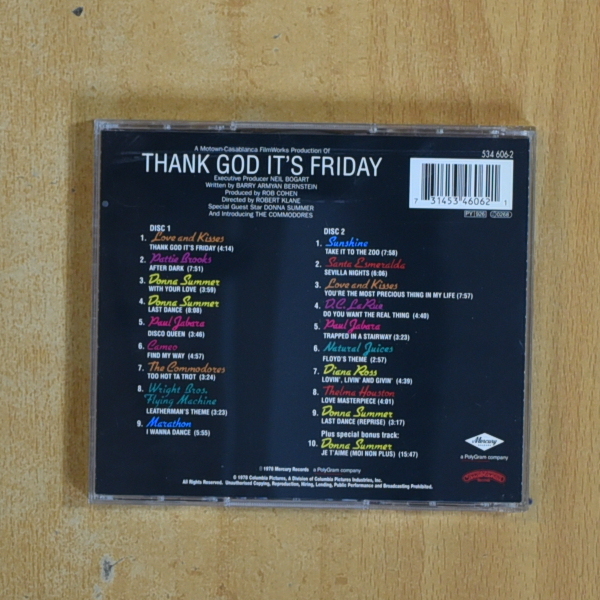 A Motown-Casablanca FilmWorks Production Of
THANK GOD IT'S FRIDAY
Executive Producer NEIL BOGART
Written by BARRY ARMYAN BERNSTEIN
Produced by ROB COHEN
Directed by ROBERT KLANE
Special Guest Star DONNA SUMMER
And Introducing THE COMMODORES
534 606-2
7 31453 46062 1
PY 926
DISC 1
1. Love and Kisses
THANK GOD IT'S FRIDAY (4:14)
2. Pattie Brooks
AFTER DARK (7:51)
3. Donna Summer
WITH YOUR LOVE (3:59)
4. Donna Summer
LAST DANCE (8:08)
5. Paul Jabara
DISCO QUEEN (3:46)
6. Cameo
FIND MY WAY (4:57)
7. The Commodores
TOO HOT TA TROT (3:24)
8. Wright Bros.
Flying Machine
LEATHERMAN'S THEME (3:23)
9. Marathon
I WANNA DANCE (5:55)
DISC 2
1. Sunshine
TAKE IT TO THE ZOO (7:58)
2. Santa Esmeralda
SEVILLA NIGHTS (6:06)
3. Love and Kisses
YOU'RE THE MOST PRECIOUS THING IN MY LIFE (7:57)
4. D.C. LaRue
DO YOU WANT THE REAL THING (4:40)
5. Paul Jabara
TRAPPED IN A STAIRWAY (3:23)
6. Natural Juices
FLOYD'S THEME (2:57)
7. Diana Ross
LOVIN', LIVIN' AND GIVIN' (4:39)
8. Thelma Houston
LOVE MASTERPIECE (4:01)
9. Donna Summer
LAST DANCE (REPRISE) (3:17)
Plus special bonus track:
10. Donna Summer
JE T'AIME (MOI NON PLUS) (15:47)
Mercury
a PolyGram company
℗ 1978 Mercury Records a PolyGram company
© 1978 Columbia Pictures, A Division of Columbia Pictures Industries, Inc.
All Rights Reserved. Unauthorised Copying, Reproduction, Hiring, Lending, Public Performance and Broadcasting Prohibited.